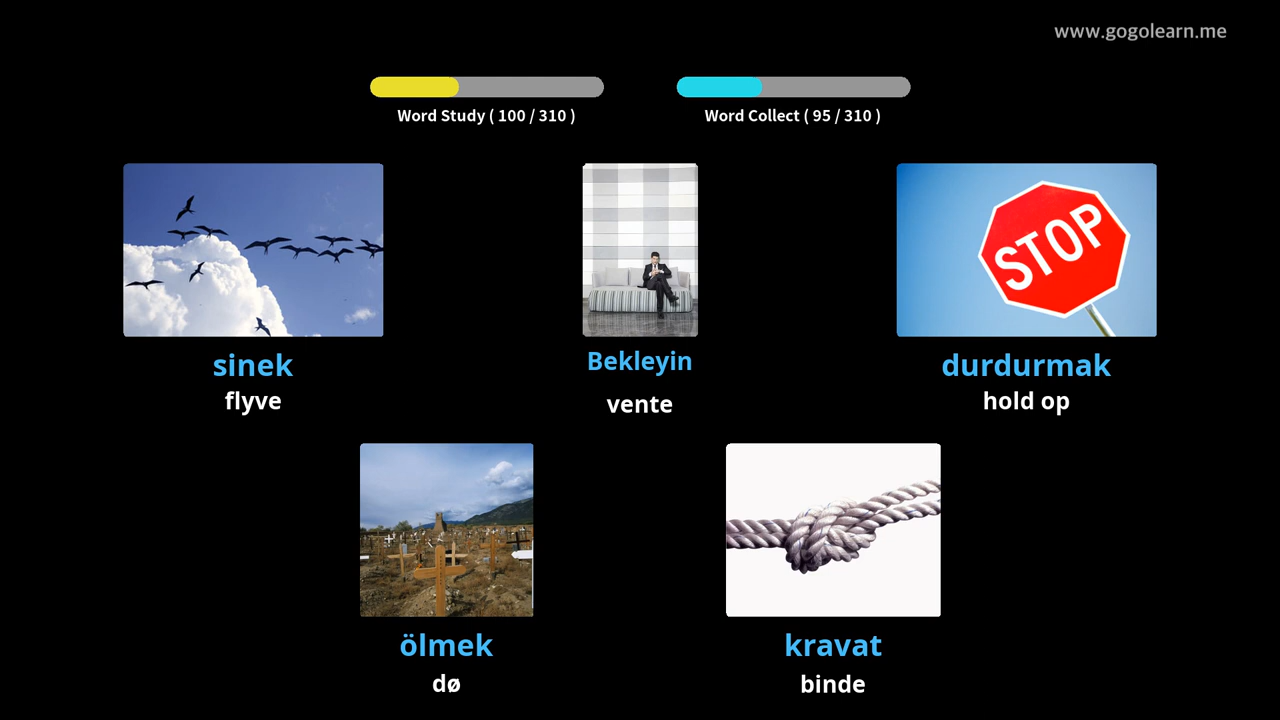 www.gogolearn.me
Word Study ( 100 / 310 )
Word Collect ( 95 / 310 )
STOP
sinek
flyve
Bekleyin
vente
durdurmak
hold op
ölmek
dø
kravat
binde